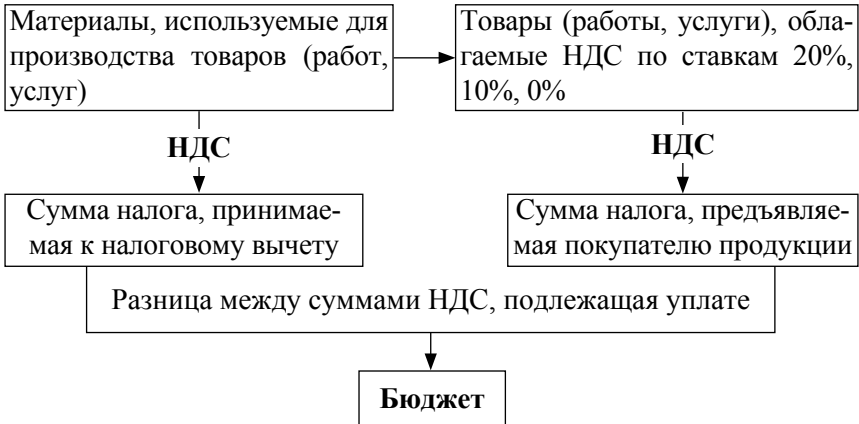 Материалы, используемые для
производства товаров (работ,
услуг)
Товары (работы, услуги), обла-
гаемые НДС по ставкам 20%,
10%, 0%
НДС
НДС
Сумма налога, принимае-
мая к налоговому вычету
Сумма налога, предъявляе-
мая покупателю продукции
Разница между суммами НДС, подлежащая уплате
Бюджет